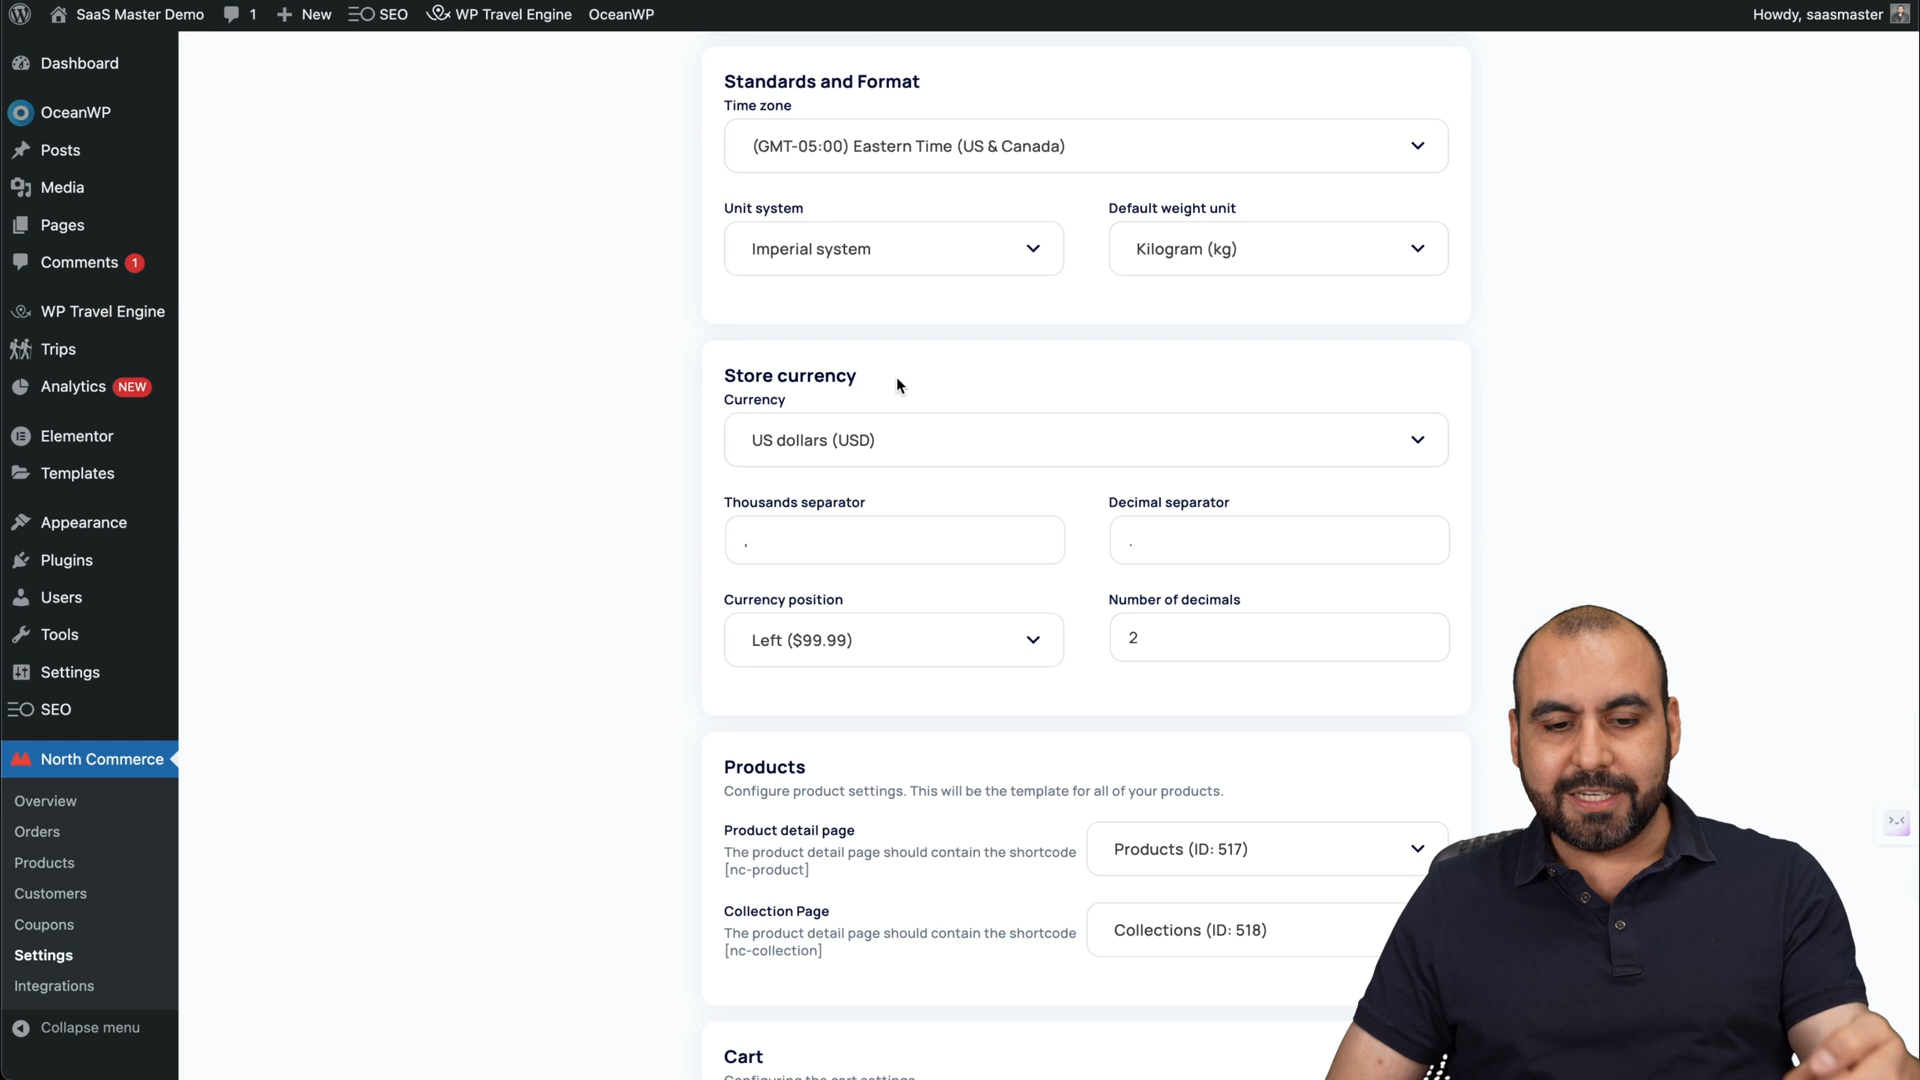 SaaS Master Demo 1 New SEO WP Travel Engine OceanWP Howdy, saasmaster
Dashboard
OceanWP
Posts
Media
Pages
Comments 1
WP Travel Engine
Trips
Analytics NEW
Elementor
Templates
Appearance
Plugins
Users
Tools
Settings
SEO
North Commerce
Overview
Orders
Products
Customers
Coupons
Settings
Integrations
Collapse menu
Standards and Format
Time zone
(GMT-05:00) Eastern Time (US & Canada)
Unit system Default weight unit
Imperial system Kilogram (kg)
Store currency
Currency
US dollars (USD)
Thousands separator Decimal separator
, .
Currency position Number of decimals
Left ($99.99) 2
Products
Configure product settings. This will be the template for all of your products.
Product detail page
The product detail page should contain the shortcode
[nc-product]
Products (ID: 517)
Collection Page
The product detail page should contain the shortcode
[nc-collection]
Collections (ID: 518)
Cart
Configuring the cart settings